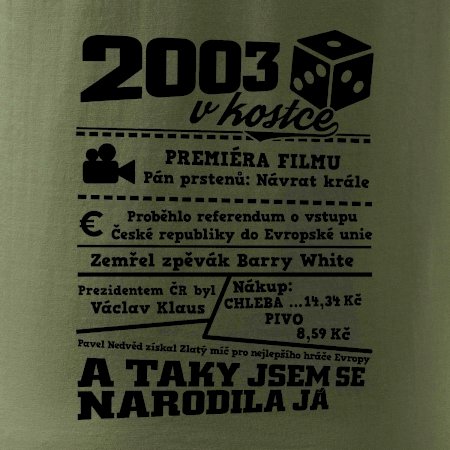 2003
v kostce
PREMIÉRA FILMU
Pán prstenů: Návrat krále
€
Proběhlo referendum o vstupu
České republiky do Evropské unie
Zemřel zpěvák Barry White
Prezidentem ČR byl
Václav Klaus
Nákup:
CHLEBA ...14,34 Kč
PIVO
8,59 Kč
Pavel Nedvěd získal Zlatý míč pro nejlepšího hráče Evropy
A TAKY JSEM SE
NARODILA JÁ